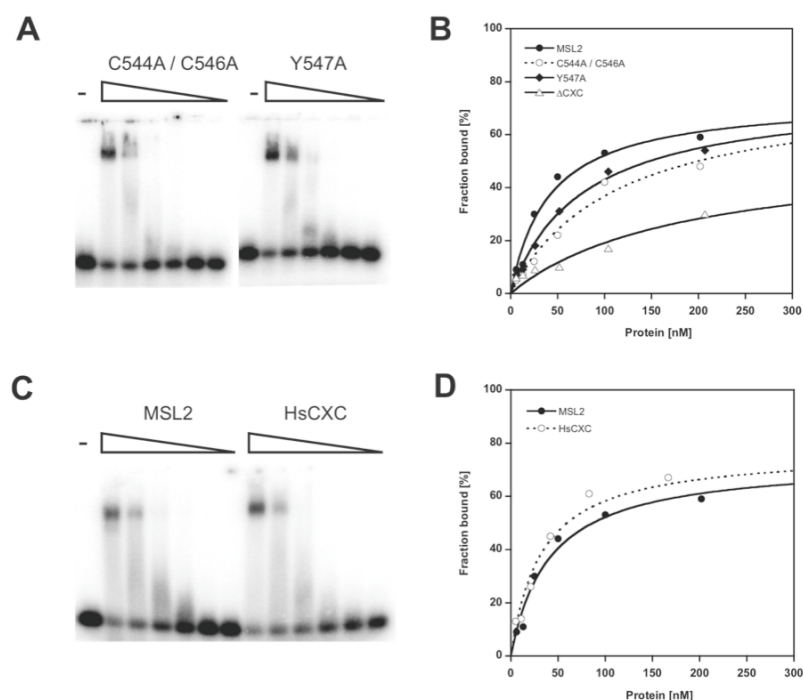 A
C544A / C546A
Y547A
-
-
B
MSL2
C544A / C546A
Y547A
ΔCXC
100
80
60
40
20
0
Fraction bound [%]
0 50 100 150 200 250 300
Protein [nM]
C
MSL2
HsCXC
-
D
MSL2
HsCXC
100
80
60
40
20
0
Fraction bound [%]
0 50 100 150 200 250 300
Protein [nM]